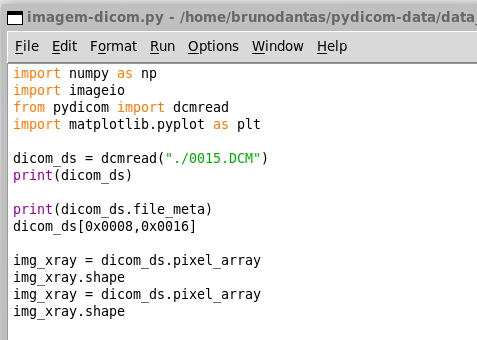 imagem-dicom.py - /home/brunodantas/pydicom-data/data_
File Edit Format Run Options Window Help
import numpy as np
import imageio
from pydicom import dcmread
import matplotlib.pyplot as plt
dicom_ds = dcmread("./0015.DCM")
print(dicom_ds)
print(dicom_ds.file_meta)
dicom_ds[0x0008,0x0016]
img_xray = dicom_ds.pixel_array
img_xray.shape
img_xray = dicom_ds.pixel_array
img_xray.shape